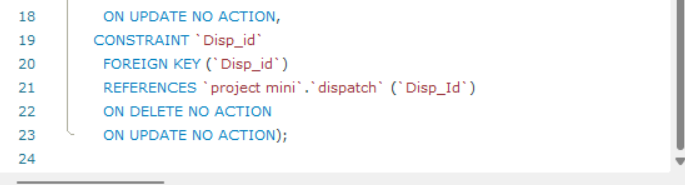 18 ON UPDATE NO ACTION,
19 CONSTRAINT `Disp_id`
20 FOREIGN KEY (`Disp_id`)
21 REFERENCES `project mini`.`dispatch` (`Disp_Id`)
22 ON DELETE NO ACTION
23 ON UPDATE NO ACTION);
24